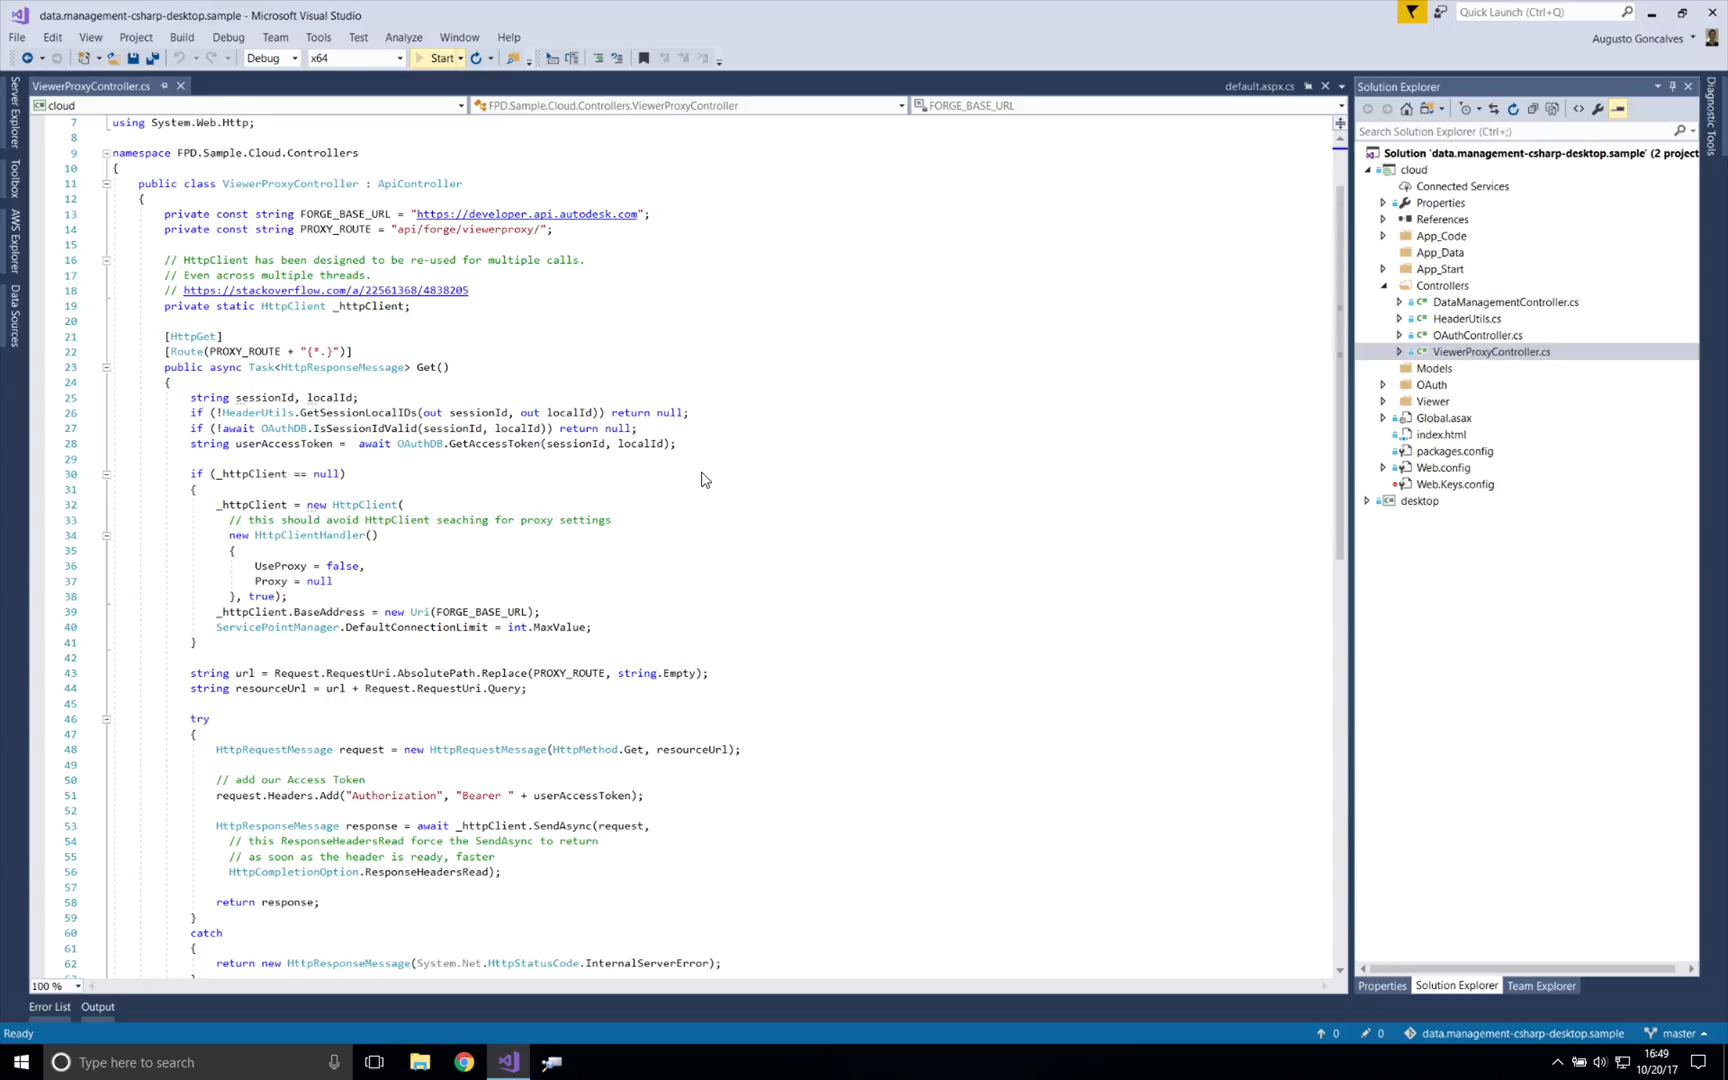 data.management-csharp-desktop.sample - Microsoft Visual Studio
Quick Launch (Ctrl+Q)
File Edit View Project Build Debug Team Tools Test Analyze Window Help
Augusto Goncalves
Debug x64 Start
ViewerProxyController.cs
default.aspx.cs
cloud
FPD.Sample.Cloud.Controllers.ViewerProxyController
FORGE_BASE_URL
Server Explorer
Toolbox
AWS Explorer
Data Sources
7 using System.Web.Http;
8
9 namespace FPD.Sample.Cloud.Controllers
10 {
11 public class ViewerProxyController : ApiController
12 {
13 private const string FORGE_BASE_URL = "https://developer.api.autodesk.com";
14 private const string PROXY_ROUTE = "api/forge/viewerproxy/";
15
16 // HttpClient has been designed to be re-used for multiple calls.
17 // Even across multiple threads.
18 // https://stackoverflow.com/a/22561368/4838205
19 private static HttpClient _httpClient;
20
21 [HttpGet]
22 [Route(PROXY_ROUTE + "{*.}")]
23 public async Task<HttpResponseMessage> Get()
24 {
25 string sessionId, localId;
26 if (!HeaderUtils.GetSessionLocalIDs(out sessionId, out localId)) return null;
27 if (!await OAuthDB.IsSessionIdValid(sessionId, localId)) return null;
28 string userAccessToken = await OAuthDB.GetAccessToken(sessionId, localId);
29
30 if (_httpClient == null)
31 {
32 _httpClient = new HttpClient(
33 // this should avoid HttpClient seaching for proxy settings
34 new HttpClientHandler()
35 {
36 UseProxy = false,
37 Proxy = null
38 }, true);
39 _httpClient.BaseAddress = new Uri(FORGE_BASE_URL);
40 ServicePointManager.DefaultConnectionLimit = int.MaxValue;
41 }
42
43 string url = Request.RequestUri.AbsolutePath.Replace(PROXY_ROUTE, string.Empty);
44 string resourceUrl = url + Request.RequestUri.Query;
45
46 try
47 {
48 HttpRequestMessage request = new HttpRequestMessage(HttpMethod.Get, resourceUrl);
49
50 // add our Access Token
51 request.Headers.Add("Authorization", "Bearer " + userAccessToken);
52
53 HttpResponseMessage response = await _httpClient.SendAsync(request,
54 // this ResponseHeadersRead force the SendAsync to return
55 // as soon as the header is ready, faster
56 HttpCompletionOption.ResponseHeadersRead);
57
58 return response;
59 }
60 catch
61 {
62 return new HttpResponseMessage(System.Net.HttpStatusCode.InternalServerError);
100 %
Solution Explorer
Search Solution Explorer (Ctrl+;)
Solution 'data.management-csharp-desktop.sample' (2 project
cloud
Connected Services
Properties
References
App_Code
App_Data
App_Start
Controllers
DataManagementController.cs
HeaderUtils.cs
OAuthController.cs
ViewerProxyController.cs
Models
OAuth
Viewer
Global.asax
index.html
packages.config
Web.config
Web.Keys.config
desktop
Properties Solution Explorer Team Explorer
Diagnostic Tools
Error List Output
Ready
0 0 data.management-csharp-desktop.sample master
Type here to search
16:49
10/20/17